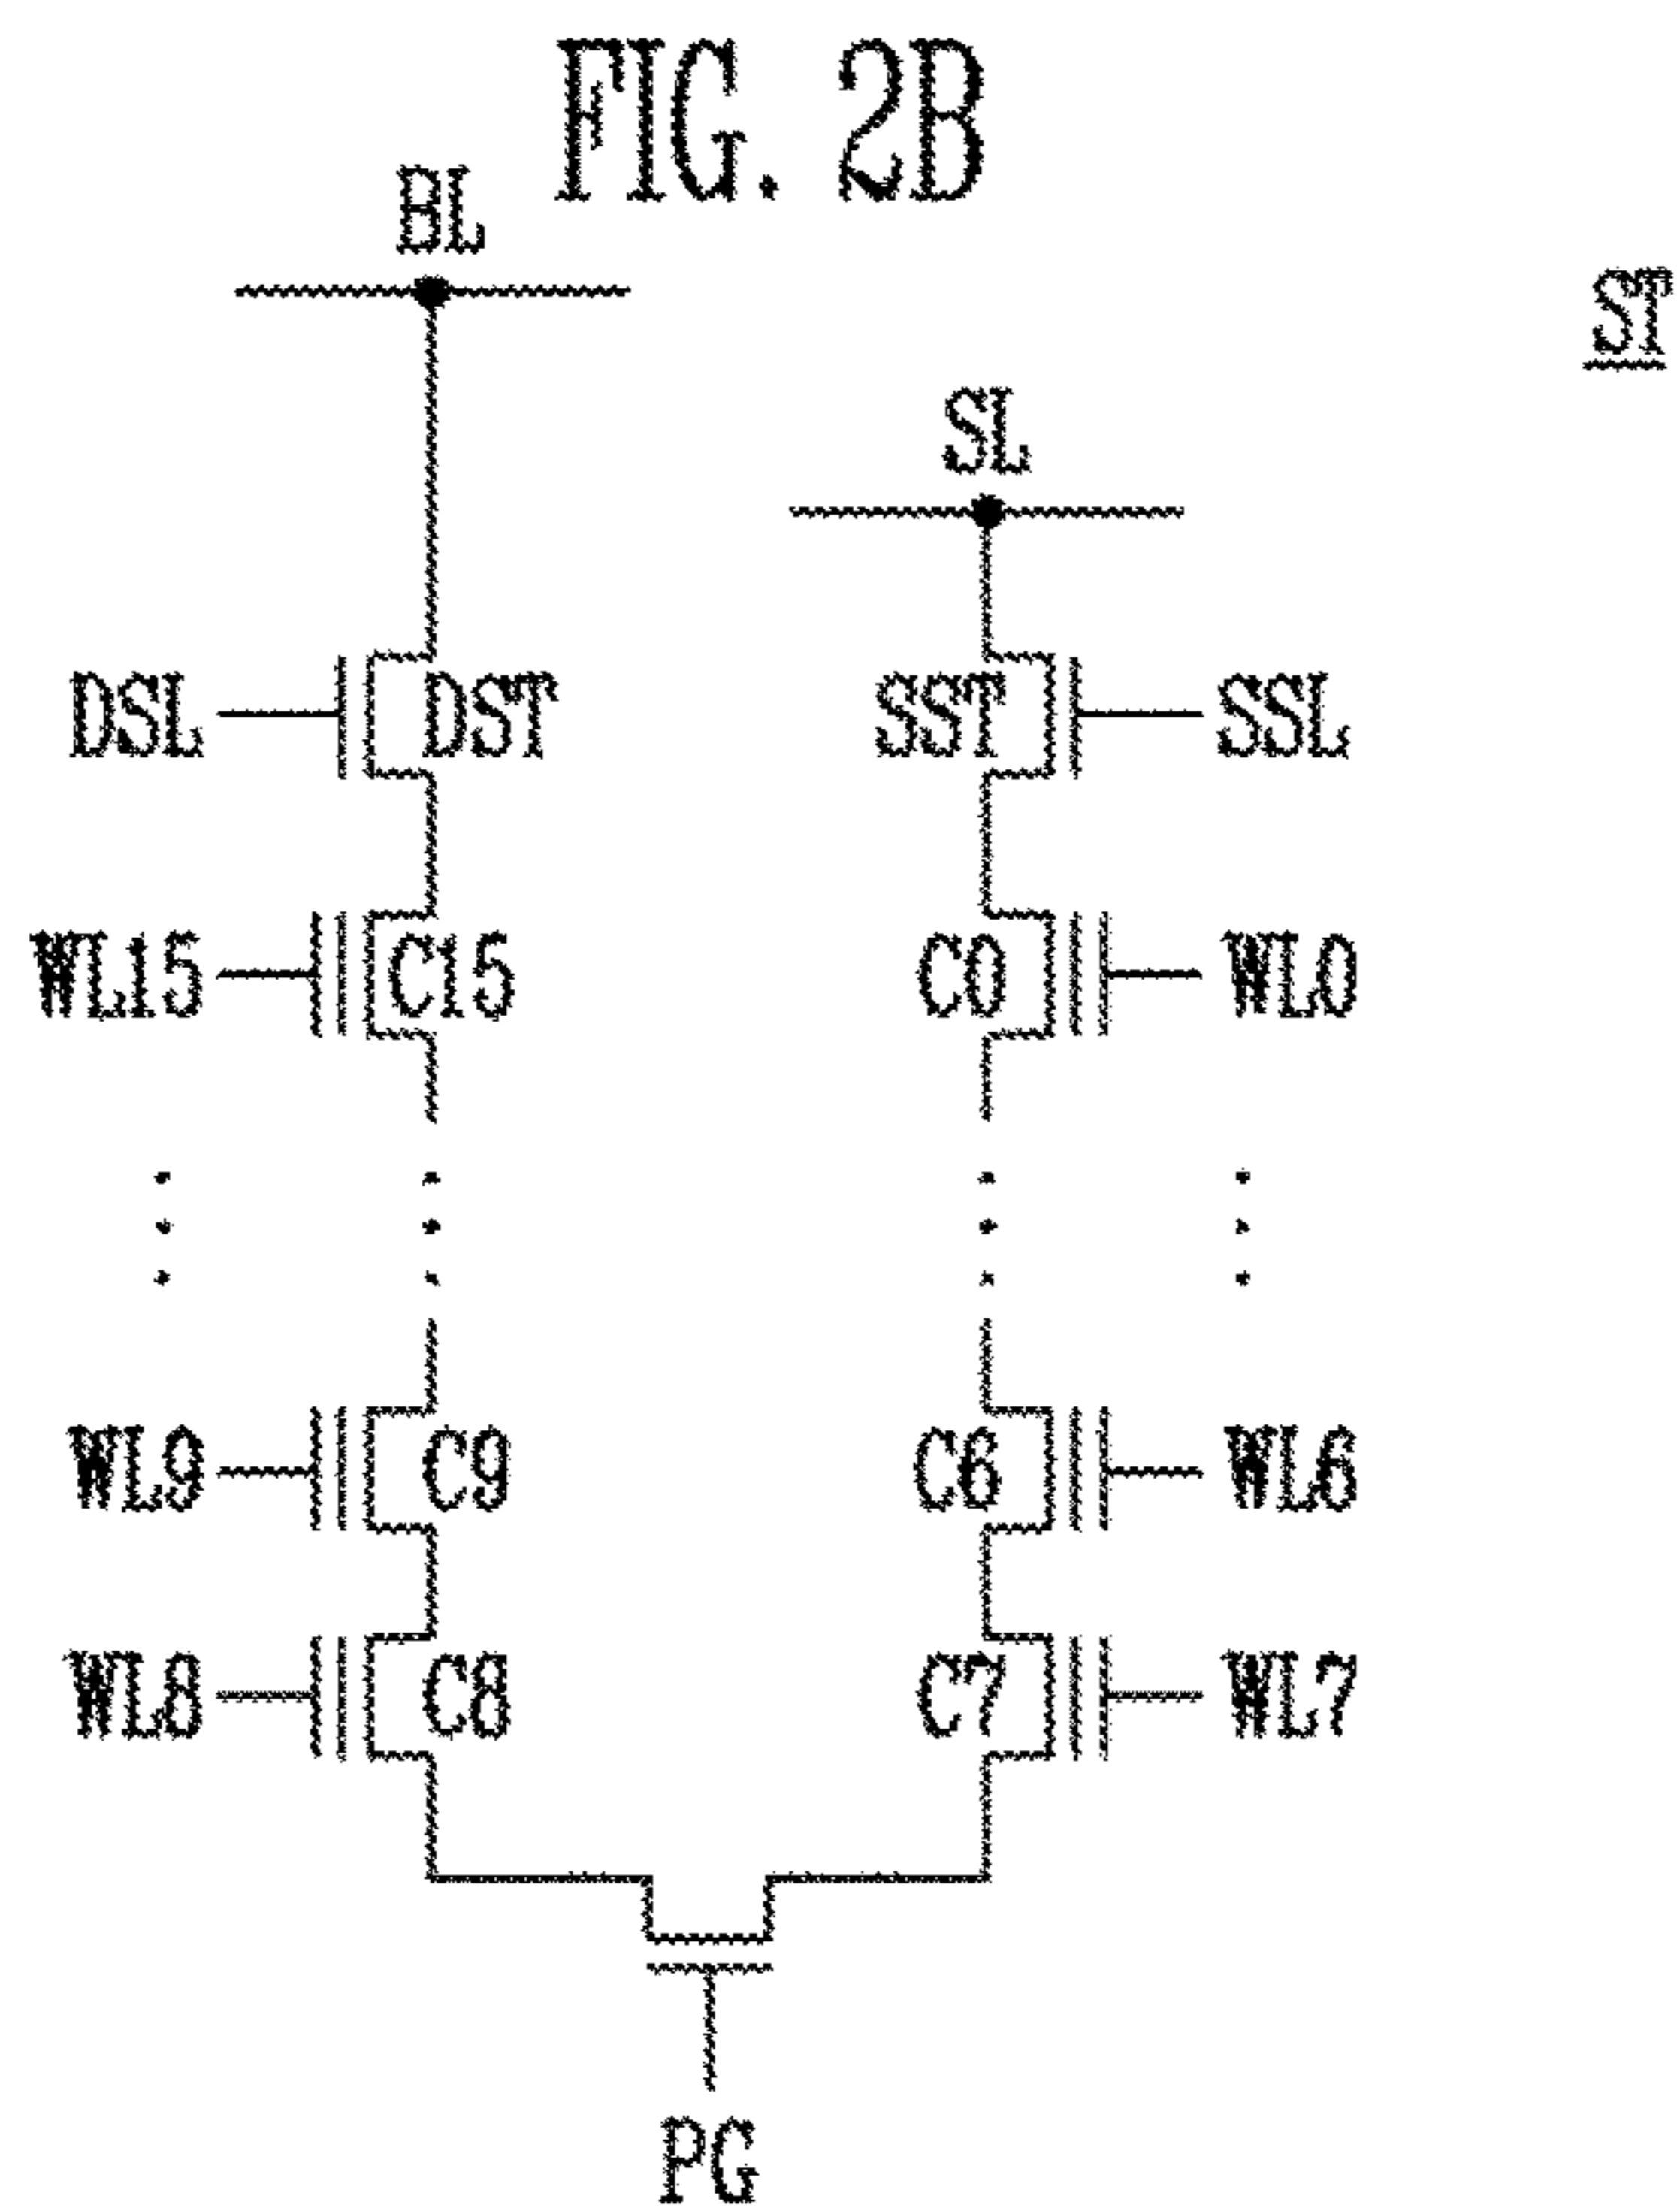 FIG. 2B
BL
ST
SL
DSL DST SST SSL
WL15 C15 C0 WL0
WL9 C9 C6 WL6
WL8 C8 C7 WL7
PG